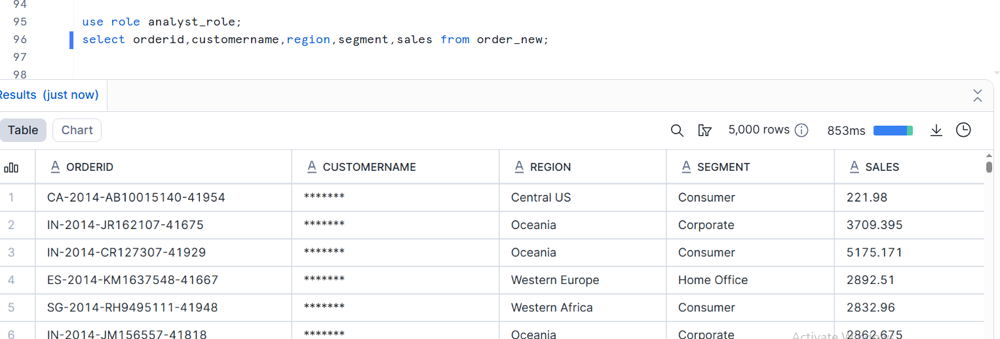 94
95 use role analyst_role;
96 select orderid,customername,region,segment,sales from order_new;
97
98
Results (just now)
Table Chart 5,000 rows 853ms
A ORDERID A CUSTOMERNAME A REGION A SEGMENT A SALES
1 CA-2014-AB10015140-41954 ******* Central US Consumer 221.98
2 IN-2014-JR162107-41675 ******* Oceania Corporate 3709.395
3 IN-2014-CR127307-41929 ******* Oceania Consumer 5175.171
4 ES-2014-KM1637548-41667 ******* Western Europe Home Office 2892.51
5 SG-2014-RH9495111-41948 ******* Western Africa Consumer 2832.96
6 IN-2014-JM156557-41818 ******* Oceania Corporate 2862.675
Activate Windows